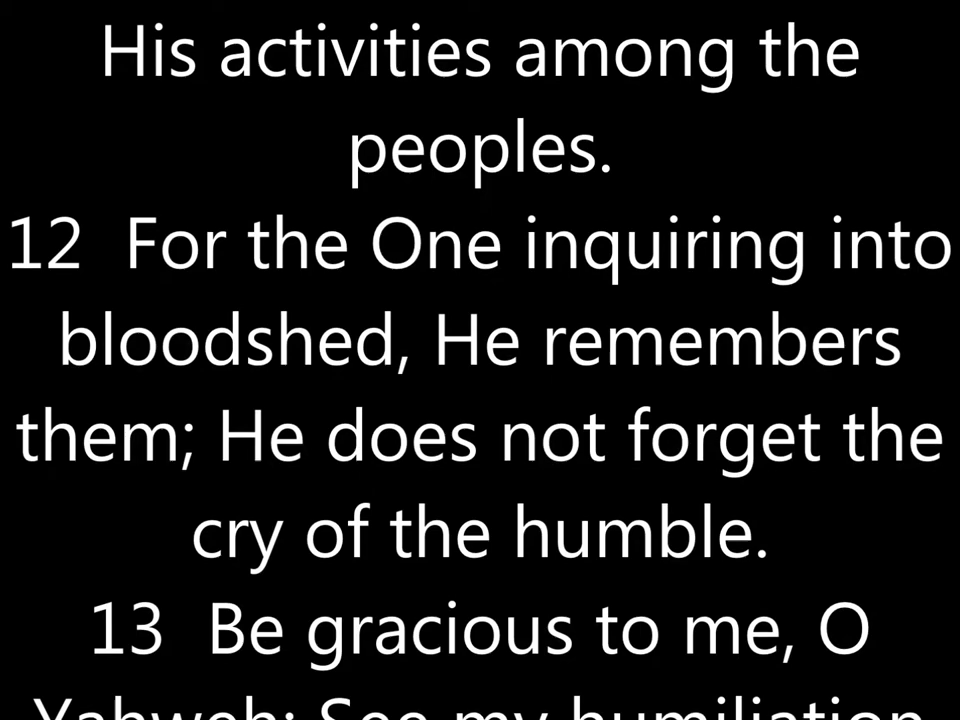 His activities among the
peoples.
12 For the One inquiring into
bloodshed, He remembers
them; He does not forget the
cry of the humble.
13 Be gracious to me, O
Yahweh; See my humiliation